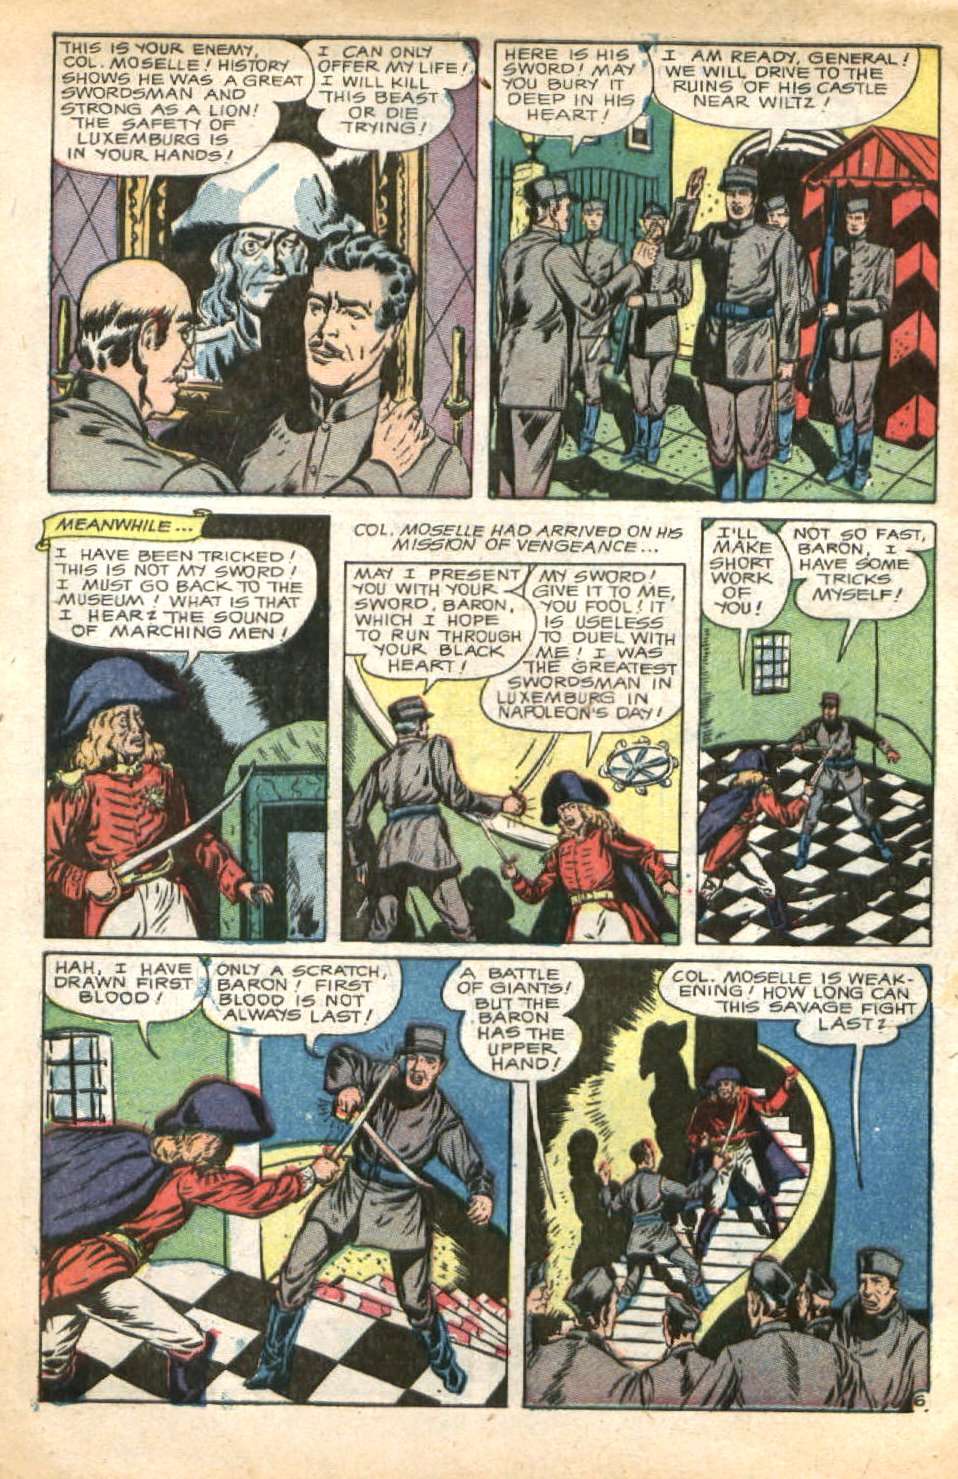 THIS IS YOUR ENEMY,
COL. MOSELLE! HISTORY
SHOWS HE WAS A GREAT
SWORDSMAN AND
STRONG AS A LION!
THE SAFETY OF
LUXEMBURG IS
IN YOUR HANDS!
I CAN ONLY
OFFER MY LIFE!
I WILL KILL
THIS BEAST
OR DIE
TRYING!
HERE IS HIS
SWORD! MAY
YOU BURY IT
DEEP IN HIS
HEART!
I AM READY, GENERAL!
WE WILL DRIVE TO THE
RUINS OF HIS CASTLE
NEAR WILTZ!
MEANWHILE...
I HAVE BEEN TRICKED!
THIS IS NOT MY SWORD!
I MUST GO BACK TO THE
MUSEUM! WHAT IS THAT
I HEAR? THE SOUND
OF MARCHING MEN!
COL. MOSELLE HAD ARRIVED ON HIS
MISSION OF VENGEANCE...
MAY I PRESENT
YOU WITH YOUR
SWORD, BARON,
WHICH I HOPE
TO RUN THROUGH
YOUR BLACK
HEART!
MY SWORD!
GIVE IT TO ME,
YOU FOOL! IT
IS USELESS
TO DUEL WITH
ME! I WAS
THE GREATEST
SWORDSMAN IN
LUXEMBURG IN
NAPOLEON'S DAY!
I'LL
MAKE
SHORT
WORK
OF
YOU!
NOT SO FAST,
BARON, I
HAVE SOME
TRICKS
MYSELF!
HAH, I HAVE
DRAWN FIRST
BLOOD!
ONLY A SCRATCH,
BARON! FIRST
BLOOD IS NOT
ALWAYS LAST!
A BATTLE
OF GIANTS!
BUT THE
BARON
HAS THE
UPPER
HAND!
COL. MOSELLE IS WEAK-
ENING! HOW LONG CAN
THIS SAVAGE FIGHT
LAST?
6.